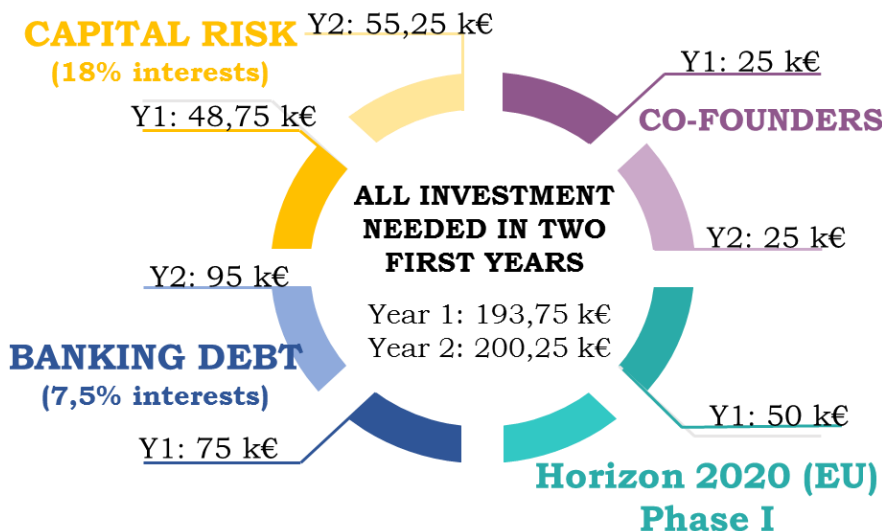 CAPITAL RISK
(18% interests)
Y2: 55,25 k€
Y1: 48,75 k€
Y1: 25 k€
CO-FOUNDERS
Y2: 25 k€
ALL INVESTMENT
NEEDED IN TWO
FIRST YEARS
Year 1: 193,75 k€
Year 2: 200,25 k€
Y2: 95 k€
BANKING DEBT
(7,5% interests)
Y1: 75 k€
Y1: 50 k€
Horizon 2020 (EU)
Phase I